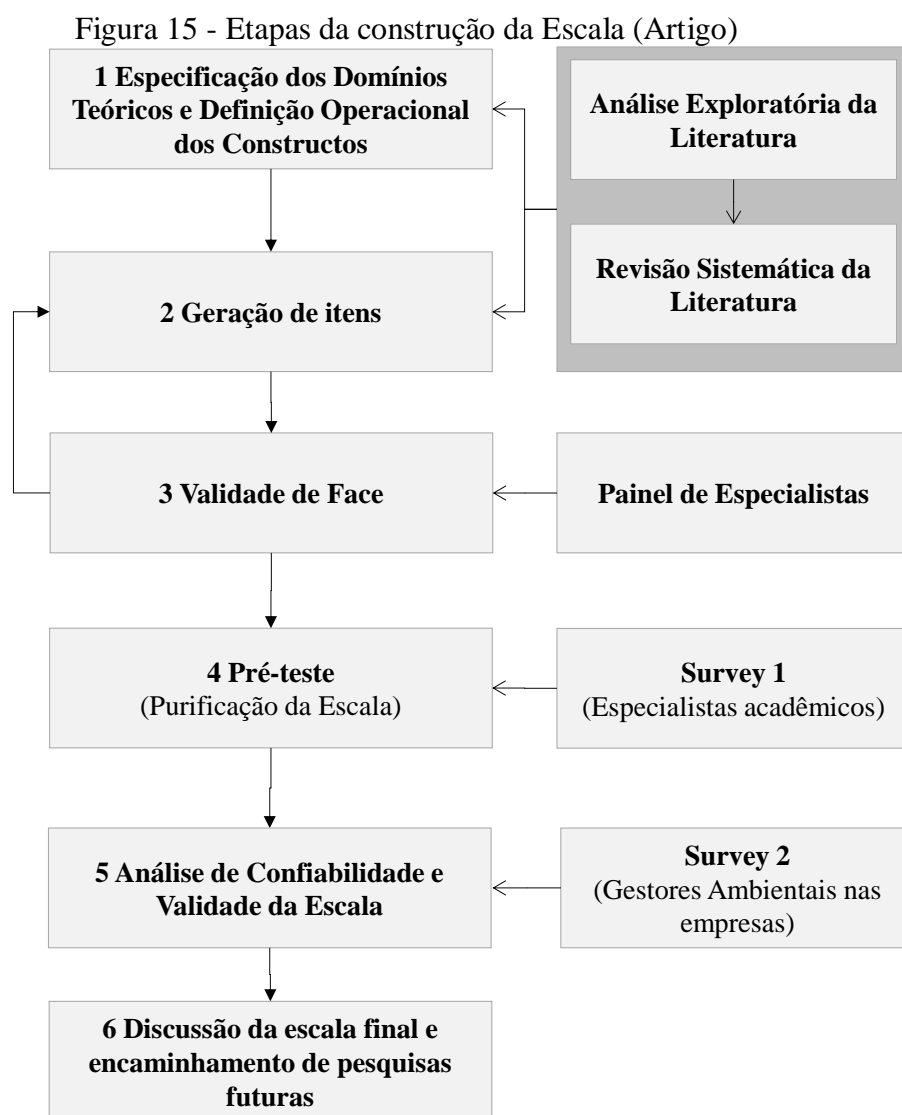 Figura 15 - Etapas da construção da Escala (Artigo)
1 Especificação dos Domínios
Teóricos e Definição Operacional
dos Constructos
Análise Exploratória da
Literatura
Revisão Sistemática da
Literatura
2 Geração de itens
3 Validade de Face
Painel de Especialistas
4 Pré-teste
(Purificação da Escala)
Survey 1
(Especialistas acadêmicos)
5 Análise de Confiabilidade e
Validade da Escala
Survey 2
(Gestores Ambientais nas
empresas)
6 Discussão da escala final e
encaminhamento de pesquisas
futuras